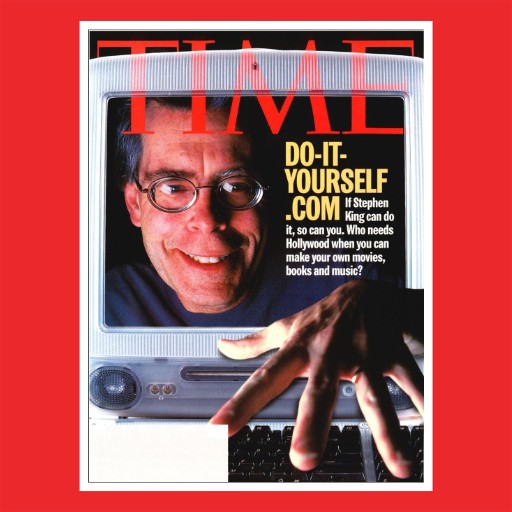 TIME
DO-IT-
YOURSELF
.COM If Stephen
King can do
it, so can you. Who needs
Hollywood when you can
make your own movies,
books and music?